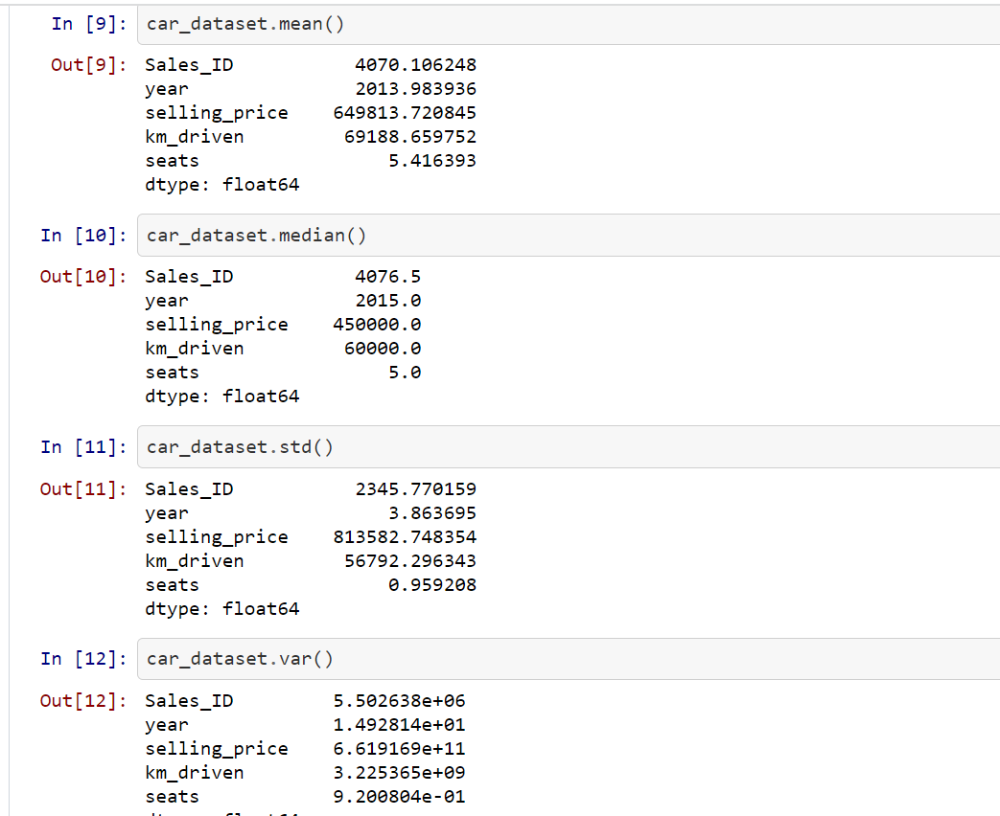 In [9]: car_dataset.mean()
Out[9]: Sales_ID 4070.106248
year 2013.983936
selling_price 649813.720845
km_driven 69188.659752
seats 5.416393
dtype: float64
In [10]: car_dataset.median()
Out[10]: Sales_ID 4076.5
year 2015.0
selling_price 450000.0
km_driven 60000.0
seats 5.0
dtype: float64
In [11]: car_dataset.std()
Out[11]: Sales_ID 2345.770159
year 3.863695
selling_price 813582.748354
km_driven 56792.296343
seats 0.959208
dtype: float64
In [12]: car_dataset.var()
Out[12]: Sales_ID 5.502638e+06
year 1.492814e+01
selling_price 6.619169e+11
km_driven 3.225365e+09
seats 9.200804e-01